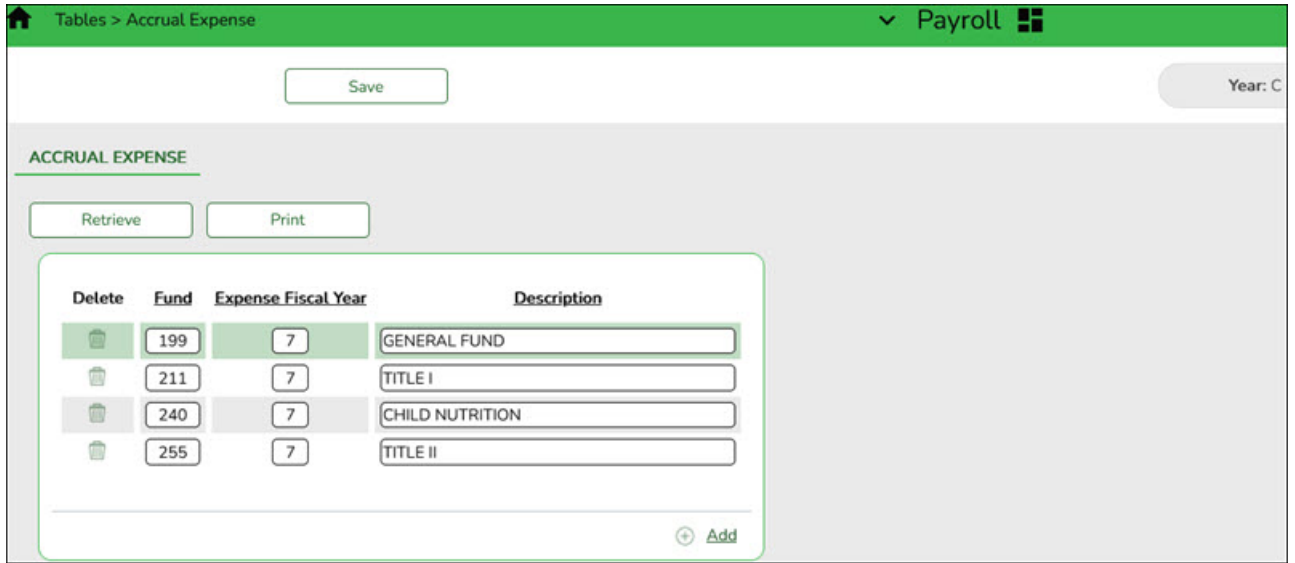 Tables > Accrual Expense Payroll
Save Year: C
ACCRUAL EXPENSE
Retrieve Print
Delete Fund Expense Fiscal Year Description
199 7 GENERAL FUND
211 7 TITLE I
240 7 CHILD NUTRITION
255 7 TITLE II
Add